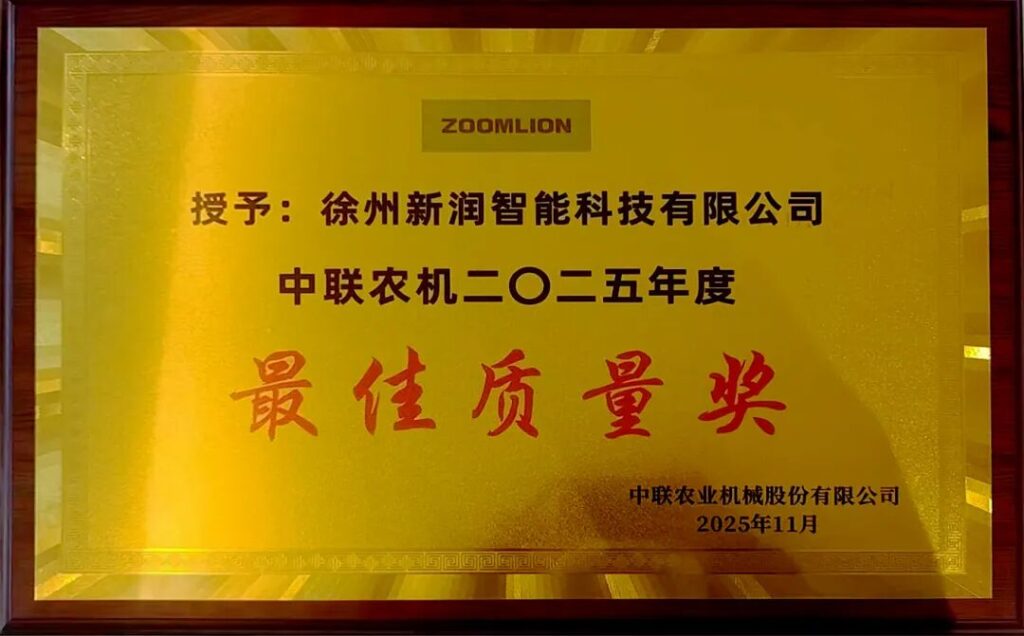 ZOOMLION
授予：徐州新润智能科技有限公司
中联农机二〇二五年度
最佳质量奖
中联农业机械股份有限公司
2025年11月